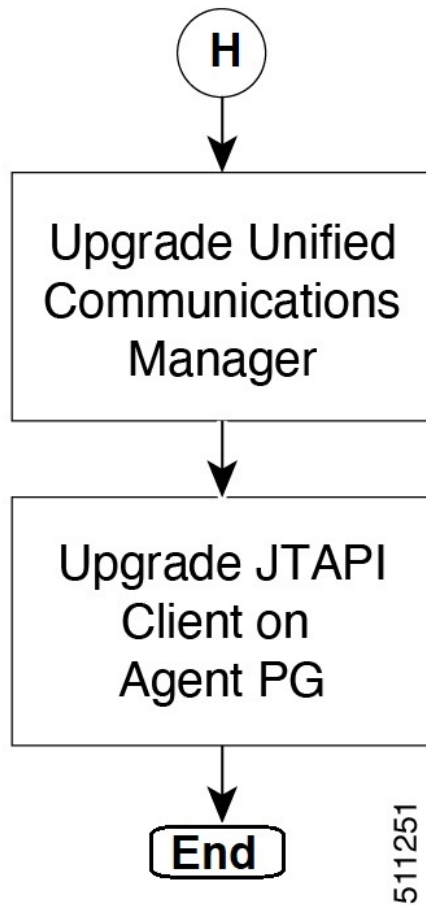 H
Upgrade Unified
Communications
Manager
Upgrade JTAPI
Client on
Agent PG
End
511251